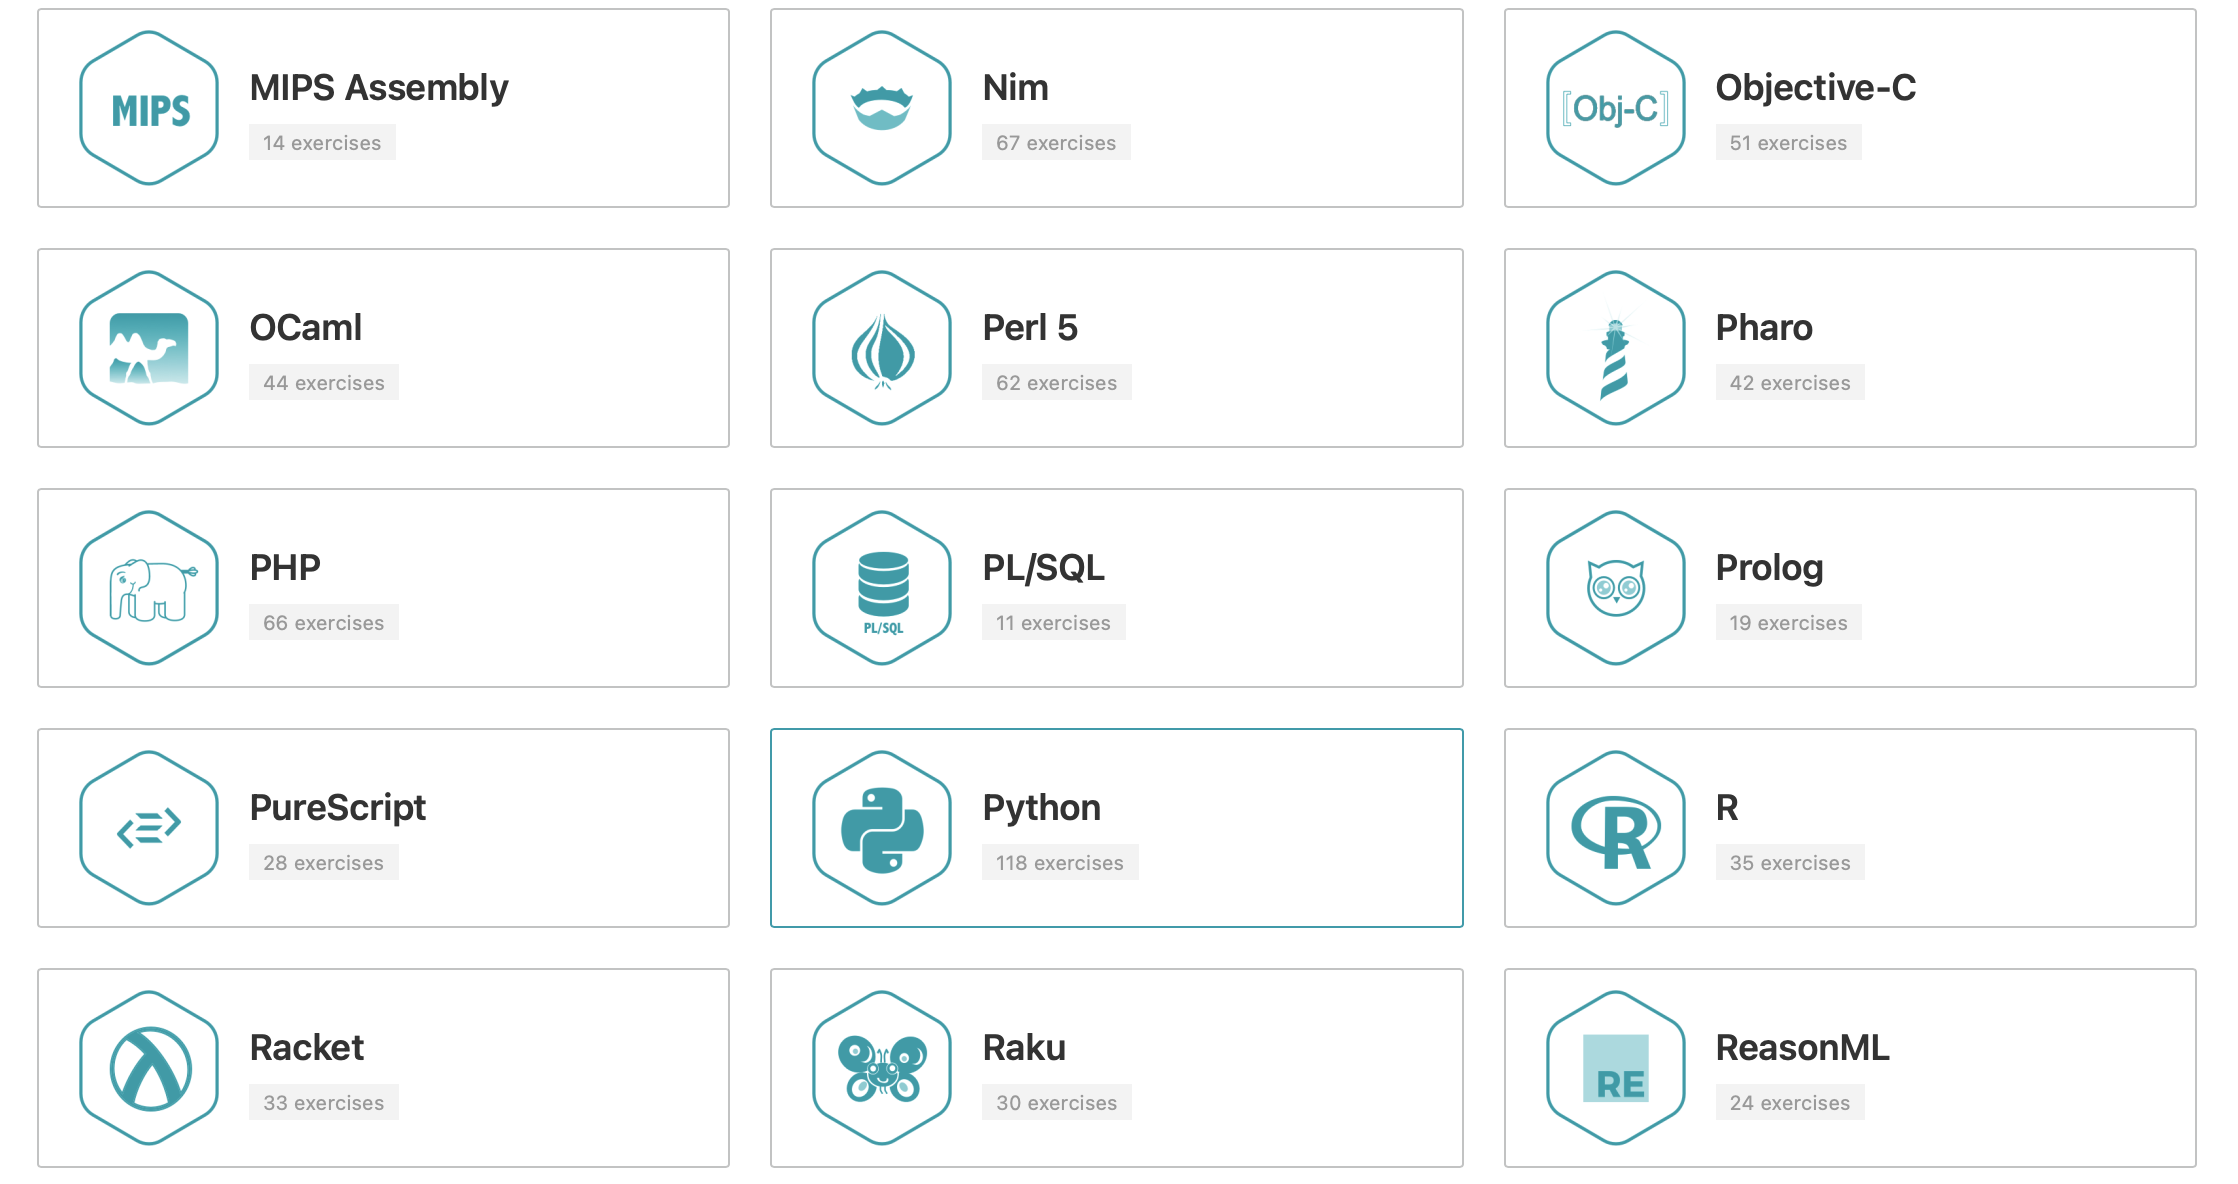 MIPS
MIPS Assembly
14 exercises
Nim
67 exercises
[Obj-C]
Objective-C
51 exercises
OCaml
44 exercises
Perl 5
62 exercises
Pharo
42 exercises
PHP
66 exercises
PL/SQL
PL/SQL
11 exercises
Prolog
19 exercises
PureScript
28 exercises
Python
118 exercises
R
R
35 exercises
Racket
33 exercises
Raku
30 exercises
RE
ReasonML
24 exercises